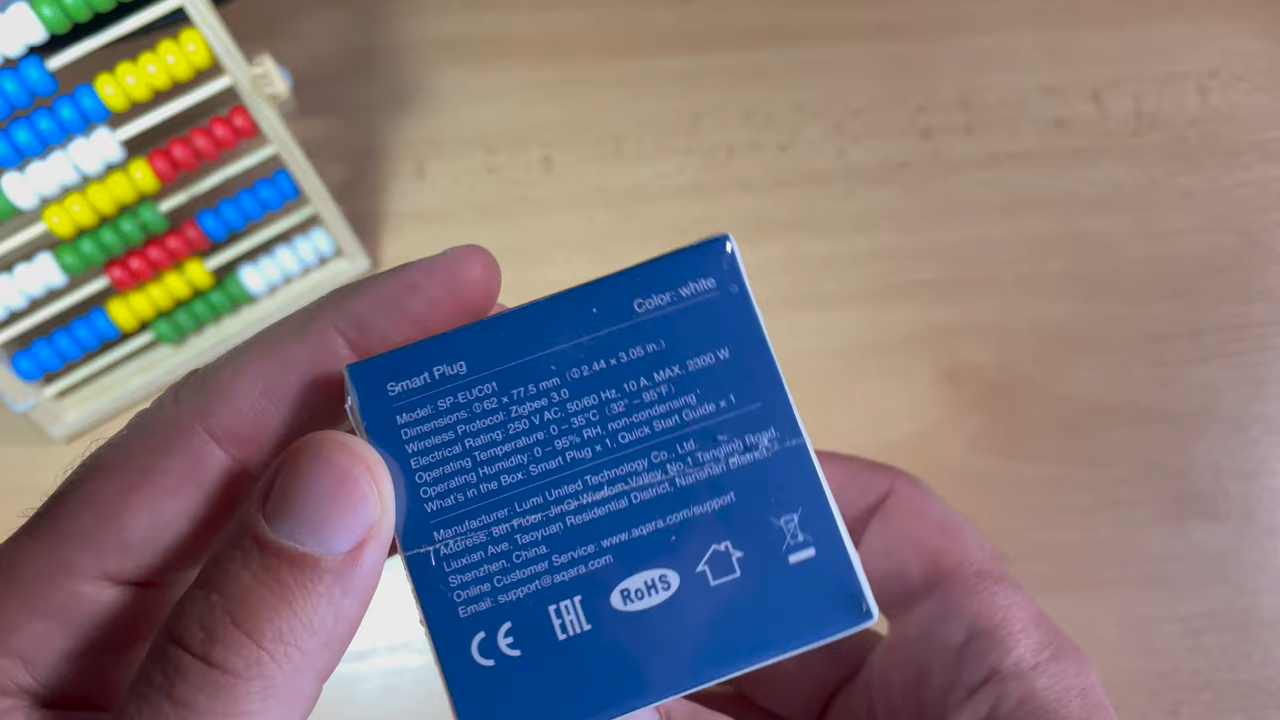 Color: white
Smart Plug
Model: SP-EUC01
Dimensions: Φ62 x 77.5 mm (Φ2.44 x 3.05 in.)
Wireless Protocol: Zigbee 3.0
Electrical Rating: 250 V AC, 50/60 Hz, 10 A, MAX. 2300 W
Operating Temperature: 0 – 35°C (32° – 95°F)
Operating Humidity: 0 – 95% RH, non-condensing
What's in the Box: Smart Plug x 1, Quick Start Guide x 1
Manufacturer: Lumi United Technology Co., Ltd.
Address: 8th Floor, JinQi Wisdom Valley, No.1 Tangling Road,
Liuxian Ave, Taoyuan Residential District, Nanshan District,
Shenzhen, China.
Online Customer Service: www.aqara.com/support
Email: support@aqara.com
CE EAC RoHS